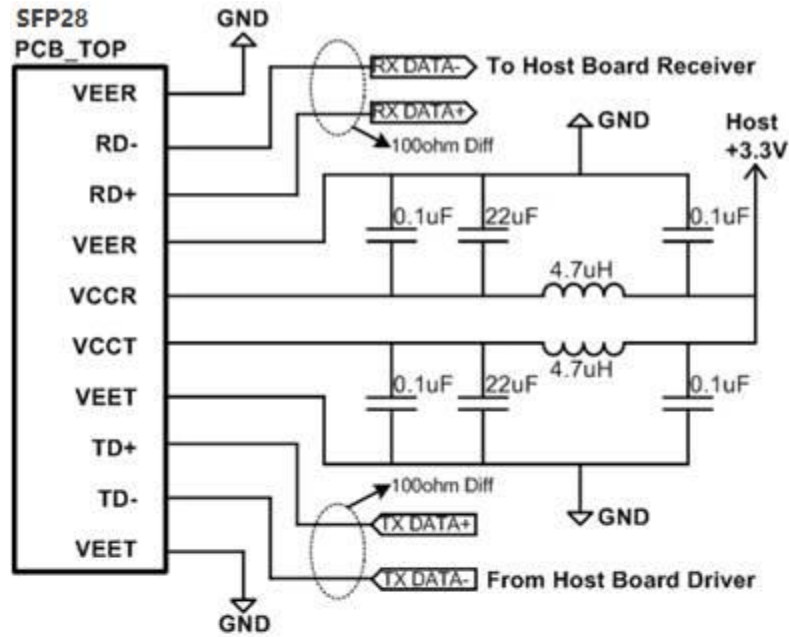 SFP28
PCB_TOP
GND
VEER
RD-
RD+
VEER
VCCR
VCCT
VEET
TD+
TD-
VEET
RX DATA- To Host Board Receiver
RX DATA+
100ohm Diff
GND
Host
+3.3V
0.1uF 22uF 0.1uF
4.7uH
4.7uH
0.1uF 22uF 0.1uF
100ohm Diff
TX DATA+
GND
TX DATA- From Host Board Driver
GND